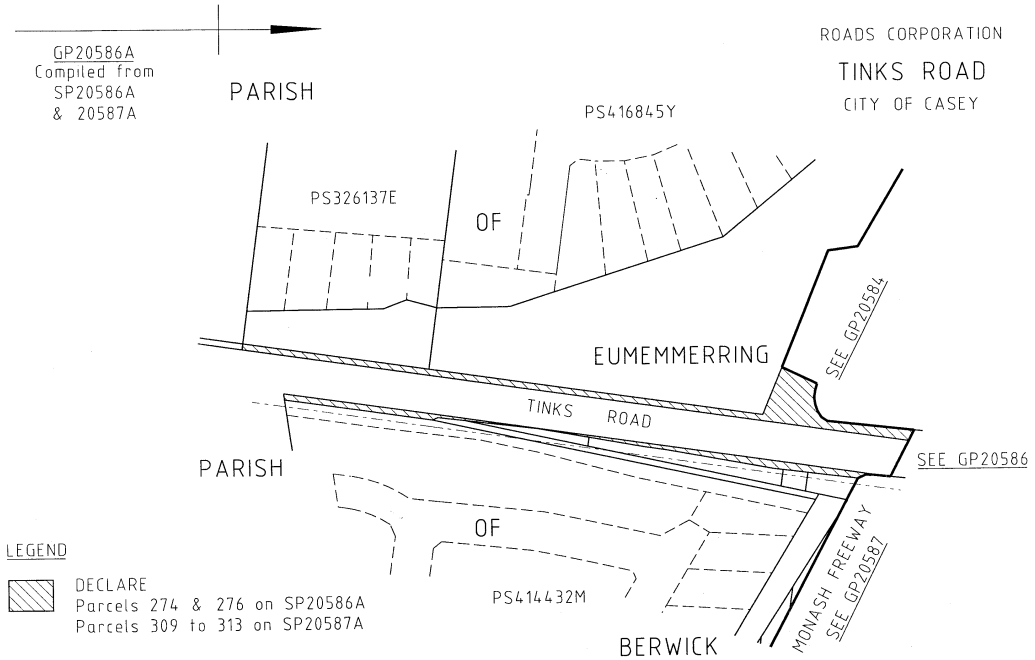 GP20586A
Compiled from
SP20586A
& 20587A
ROADS CORPORATION
TINKS ROAD
CITY OF CASEY
PARISH
PS416845Y
PS326137E
OF
SEE GP20584
EUMEMMERRING
TINKS ROAD
SEE GP20586
PARISH
OF
MONASH FREEWAY
SEE GP20587
PS414432M
BERWICK
LEGEND
DECLARE
Parcels 274 & 276 on SP20586A
Parcels 309 to 313 on SP20587A